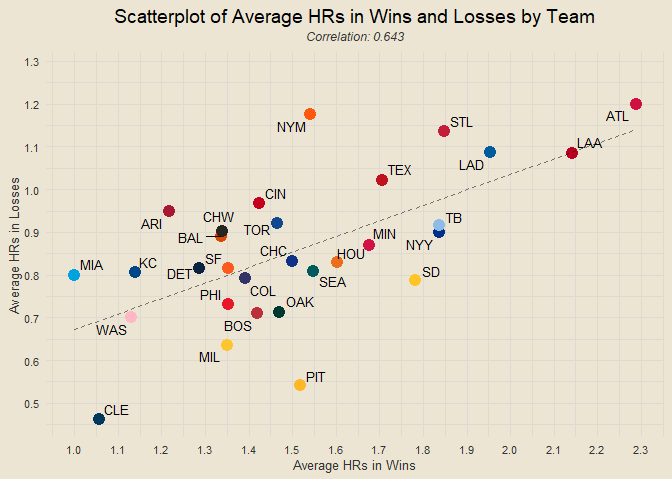 Scatterplot of Average HRs in Wins and Losses by Team
Correlation: 0.643
Average HRs in Losses
1.3
1.2
1.1
1.0
0.9
0.8
0.7
0.6
0.5
ATL
NYM
STL
LAA
LAD
TEX
CIN
CHW
ARI
TB
TOR
BAL
MIN
NYY
CHC
HOU
SF
MIA
KC
DET
SD
SEA
COL
PHI
OAK
BOS
WAS
MIL
PIT
CLE
1.0 1.1 1.2 1.3 1.4 1.5 1.6 1.7 1.8 1.9 2.0 2.1 2.2 2.3
Average HRs in Wins